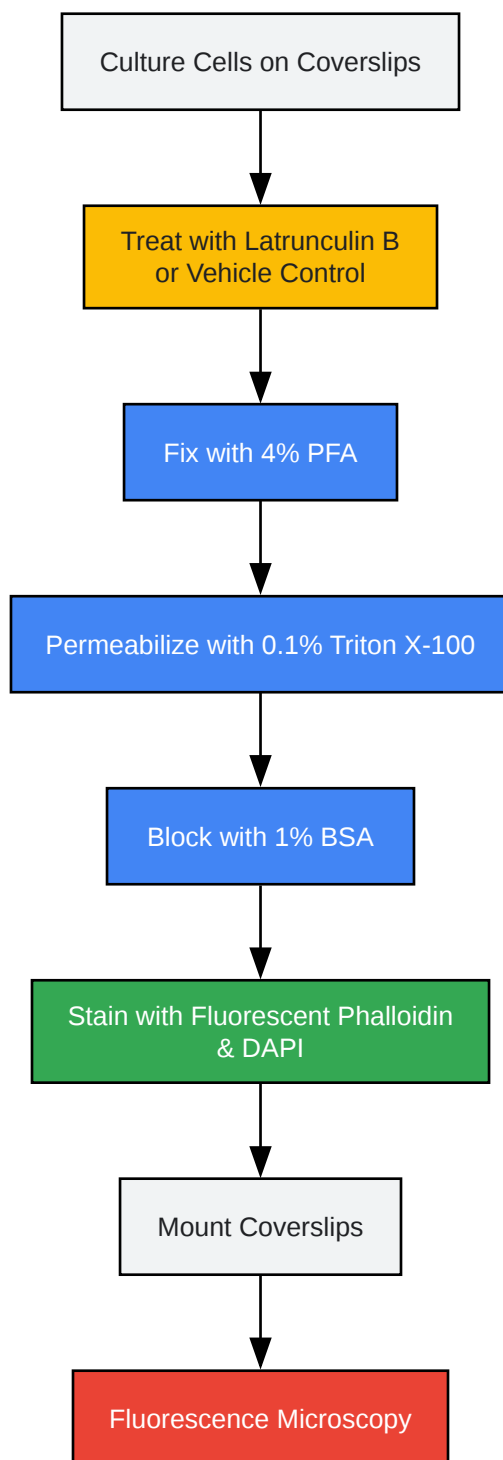 Culture Cells on Coverslips
Treat with Latrunculin B
or Vehicle Control
Fix with 4% PFA
Permeabilize with 0.1% Triton X-100
Block with 1% BSA
Stain with Fluorescent Phalloidin
& DAPI
Mount Coverslips
Fluorescence Microscopy